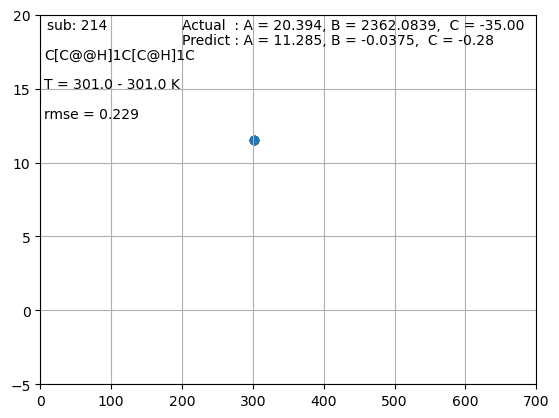 sub: 214
Actual  : A = 20.394, B = 2362.0839,  C = -35.00
Predict : A = 11.285, B = -0.0375,  C = -0.28
C[C@@H]1C[C@H]1C
T = 301.0 - 301.0 K
rmse = 0.229
20
15
10
5
0
−5
0 100 200 300 400 500 600 700